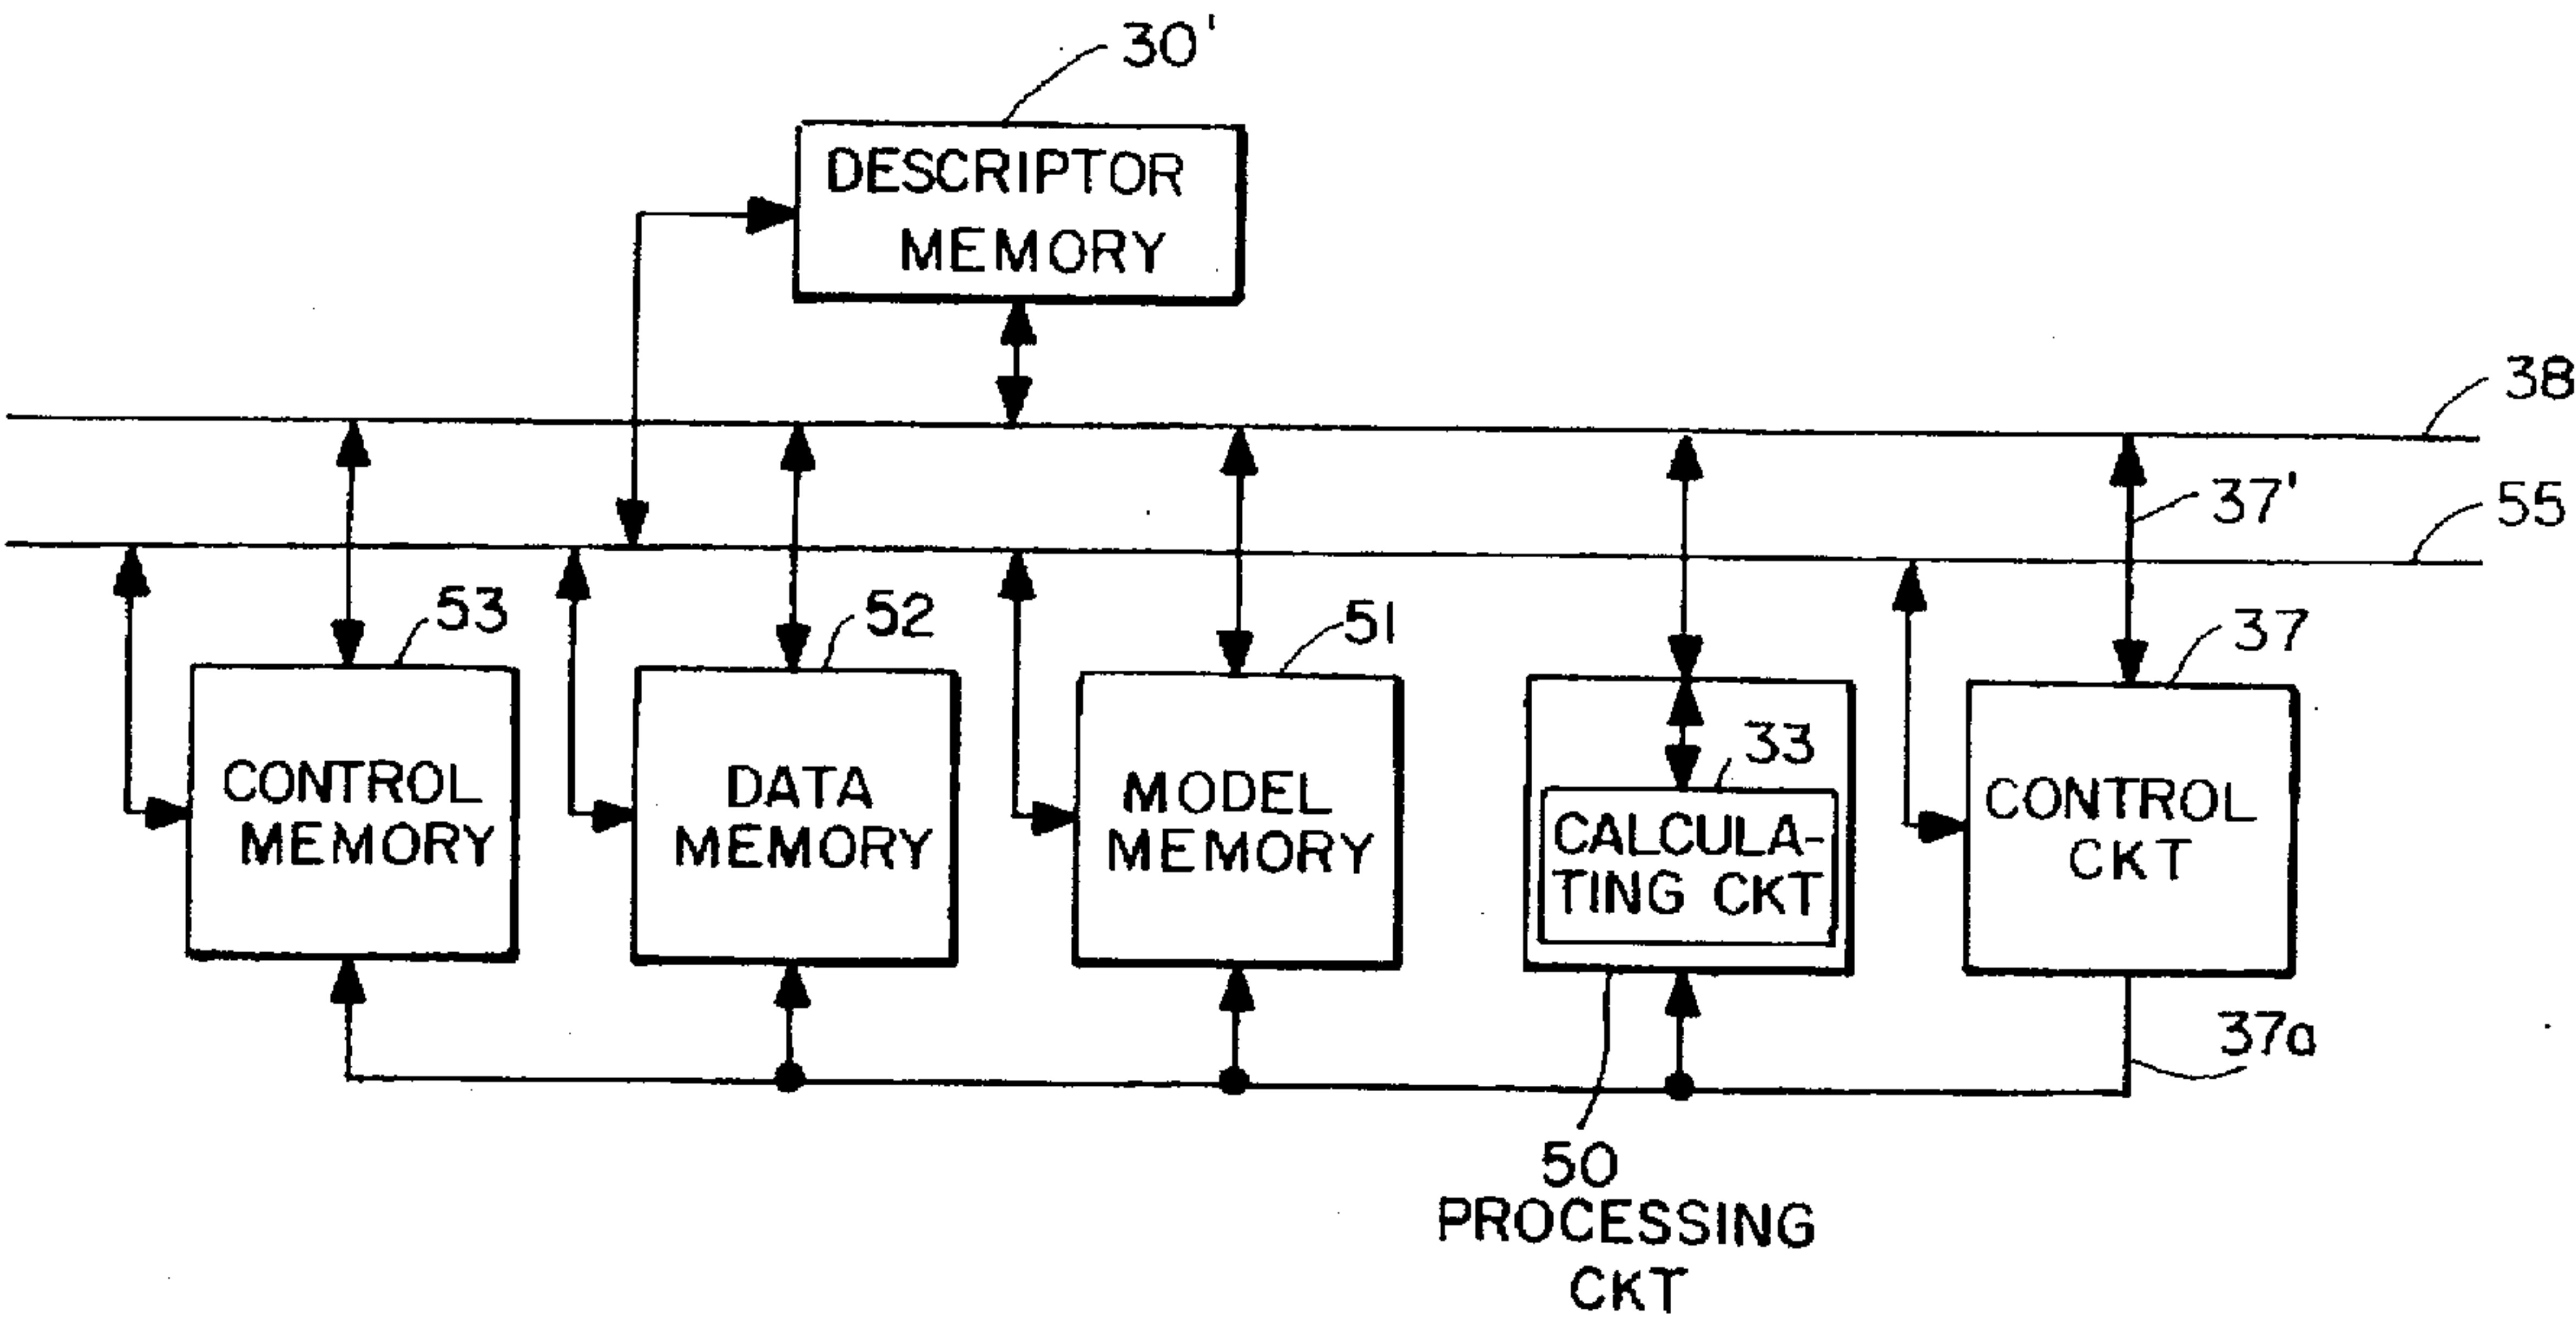 30'
DESCRIPTOR
MEMORY
38
37'
55
53
52
51
37
33
CONTROL
MEMORY
DATA
MEMORY
MODEL
MEMORY
CALCULA-
TING CKT
CONTROL
CKT
37a
50
PROCESSING
CKT